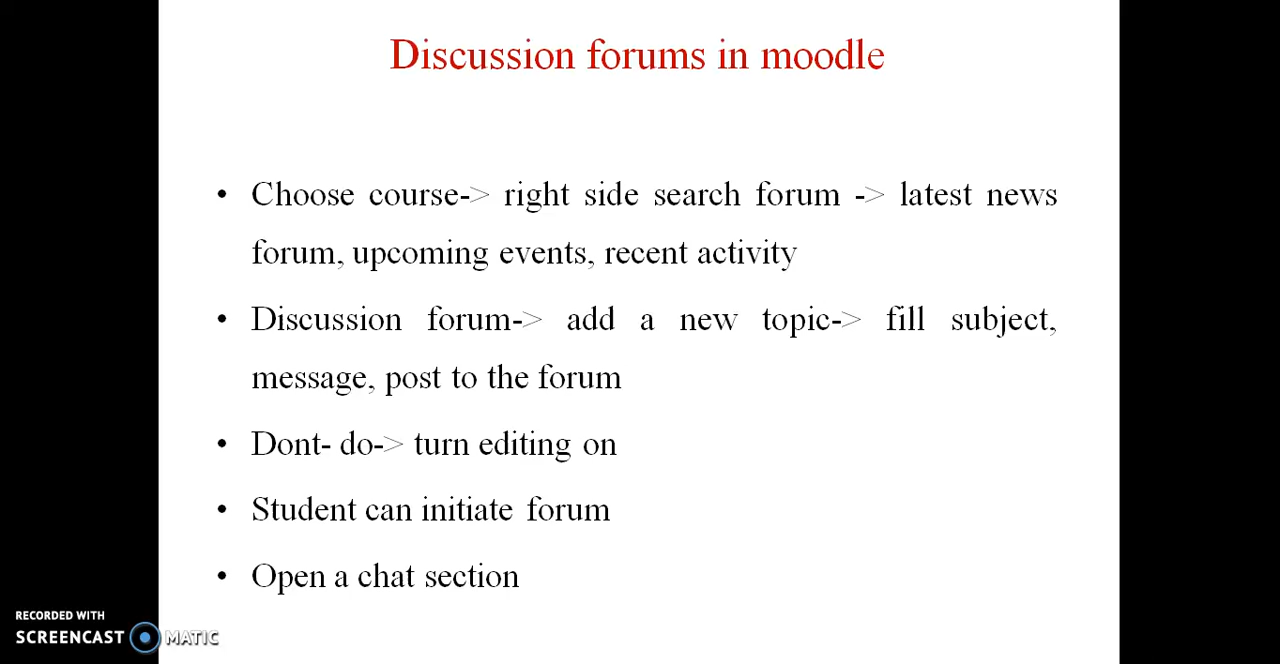 Discussion forums in moodle
• Choose course-> right side search forum -> latest news
forum, upcoming events, recent activity
• Discussion forum-> add a new topic-> fill subject,
message, post to the forum
• Dont- do-> turn editing on
• Student can initiate forum
• Open a chat section
RECORDED WITH
SCREENCAST MATIC